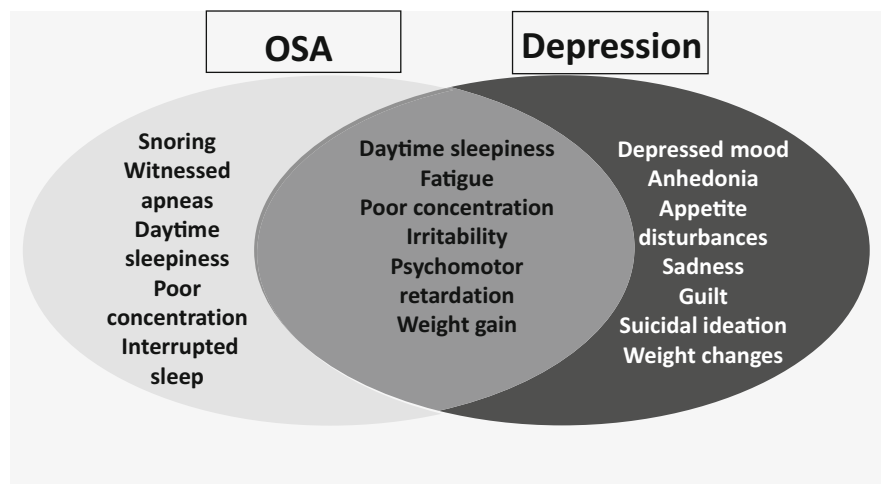 OSA
Depression
Snoring
Witnessed
apneas
Daytime
sleepiness
Poor
concentration
Interrupted
sleep
Daytime sleepiness
Fatigue
Poor concentration
Irritability
Psychomotor
retardation
Weight gain
Depressed mood
Anhedonia
Appetite
disturbances
Sadness
Guilt
Suicidal ideation
Weight changes